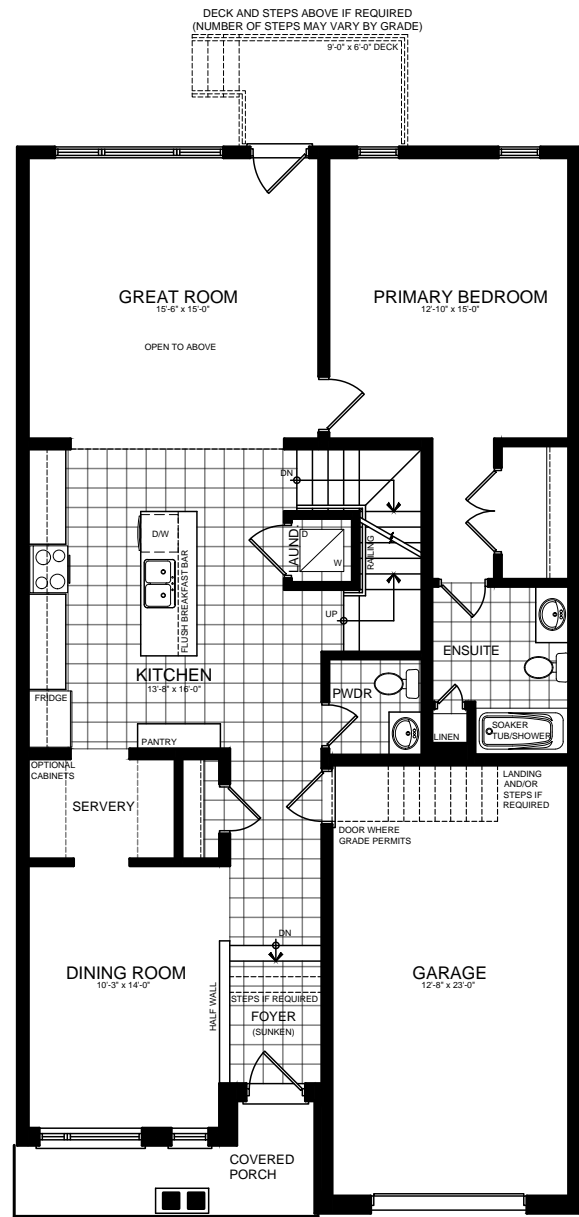 DECK AND STEPS ABOVE IF REQUIRED
(NUMBER OF STEPS MAY VARY BY GRADE)
9'-0" x 6'-0" DECK
GREAT ROOM
15'-6" x 15'-0"
OPEN TO ABOVE
PRIMARY BEDROOM
12'-10" x 15'-0"
DN
D/W
FLUSH BREAKFAST BAR
LAUND.
D
W
RAILING
UP
KITCHEN
13'-8" x 16'-0"
FRIDGE
PANTRY
PWDR
ENSUITE
LINEN
SOAKER
TUB/SHOWER
OPTIONAL
CABINETS
SERVERY
LANDING
AND/OR
STEPS IF
REQUIRED
DOOR WHERE
GRADE PERMITS
DINING ROOM
10'-3" x 14'-0"
HALF WALL
DN
STEPS IF REQUIRED
FOYER
(SUNKEN)
GARAGE
12'-8" x 23'-0"
COVERED
PORCH